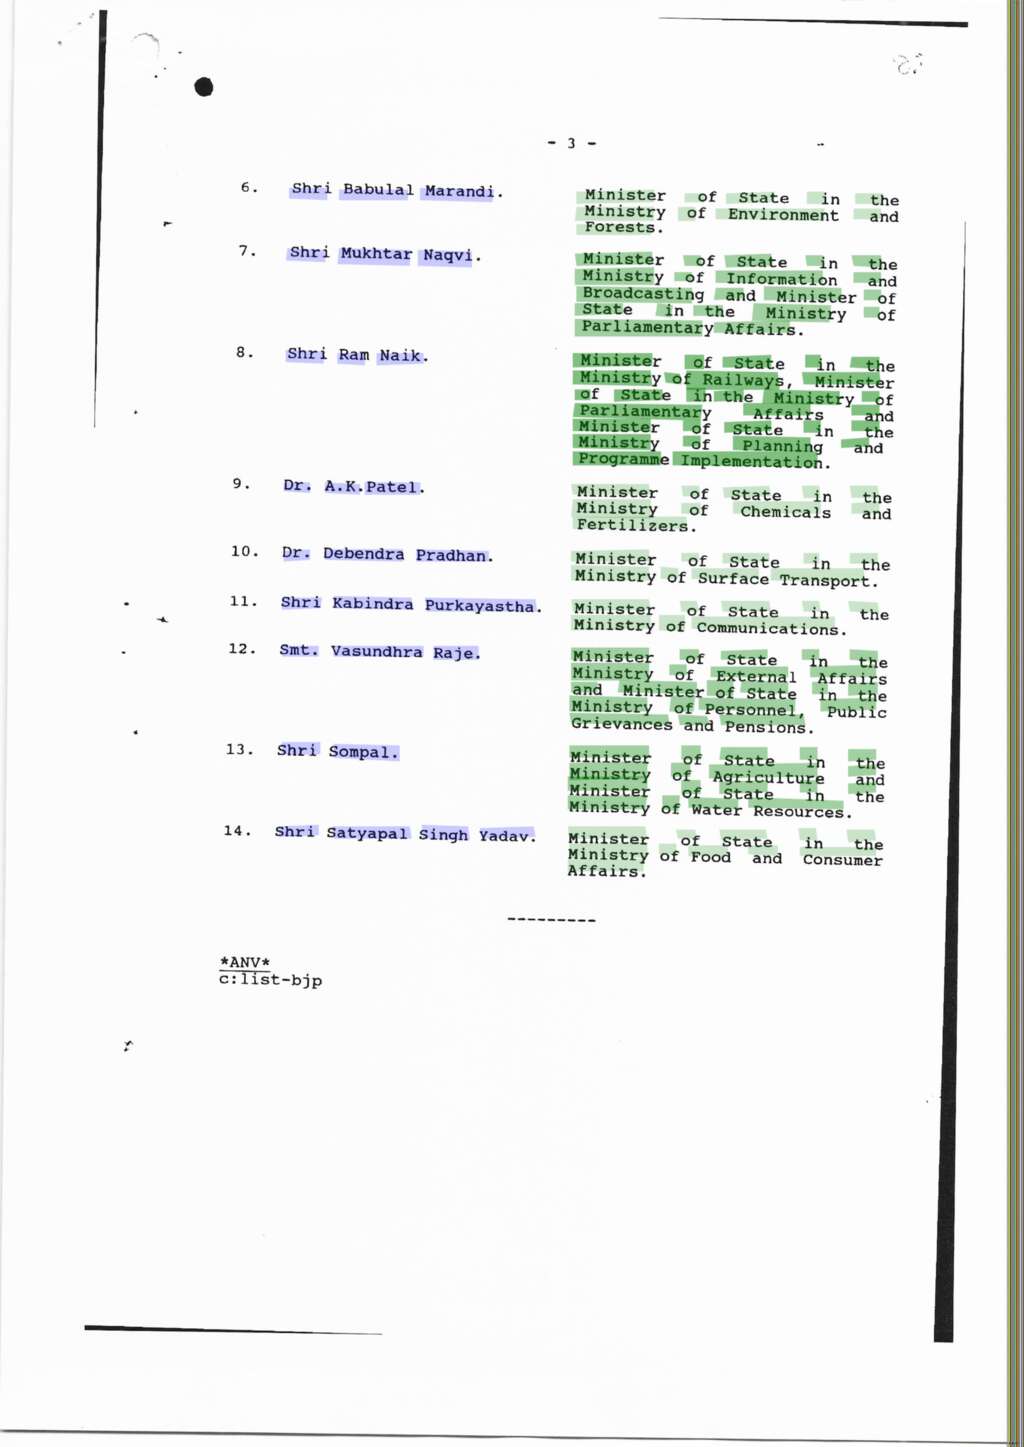 - 3 -
6. Shri Babulal Marandi. Minister of State in the
Ministry of Environment and
Forests.
7. Shri Mukhtar Naqvi. Minister of State in the
Ministry of Information and
Broadcasting and Minister of
State in the Ministry of
Parliamentary Affairs.
8. Shri Ram Naik. Minister of State in the
Ministry of Railways, Minister
of State in the Ministry of
Parliamentary Affairs and
Minister of State in the
Ministry of Planning and
Programme Implementation.
9. Dr. A.K.Patel. Minister of State in the
Ministry of Chemicals and
Fertilizers.
10. Dr. Debendra Pradhan. Minister of State in the
Ministry of Surface Transport.
11. Shri Kabindra Purkayastha. Minister of State in the
Ministry of Communications.
12. Smt. Vasundhra Raje. Minister of State in the
Ministry of External Affairs
and Minister of State in the
Ministry of Personnel, Public
Grievances and Pensions.
13. Shri Sompal. Minister of State in the
Ministry of Agriculture and
Minister of State in the
Ministry of Water Resources.
14. Shri Satyapal Singh Yadav. Minister of State in the
Ministry of Food and Consumer
Affairs.
---------
*ANV*
c:list-bjp